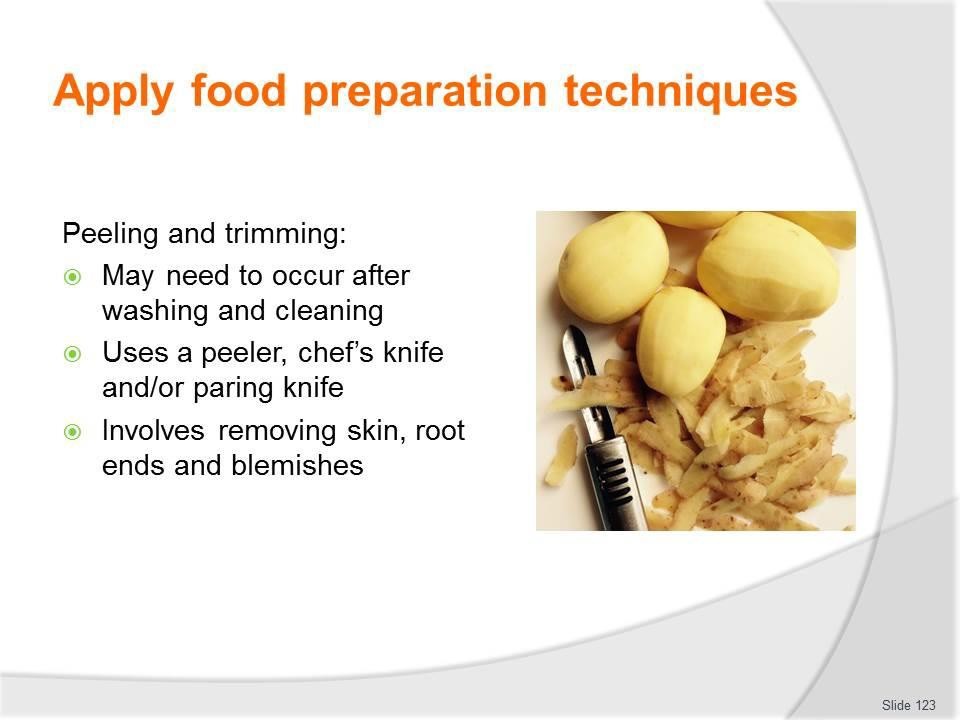 Apply food preparation techniques
Peeling and trimming:
May need to occur after
washing and cleaning
Uses a peeler, chef’s knife
and/or paring knife
Involves removing skin, root
ends and blemishes
Slide 123